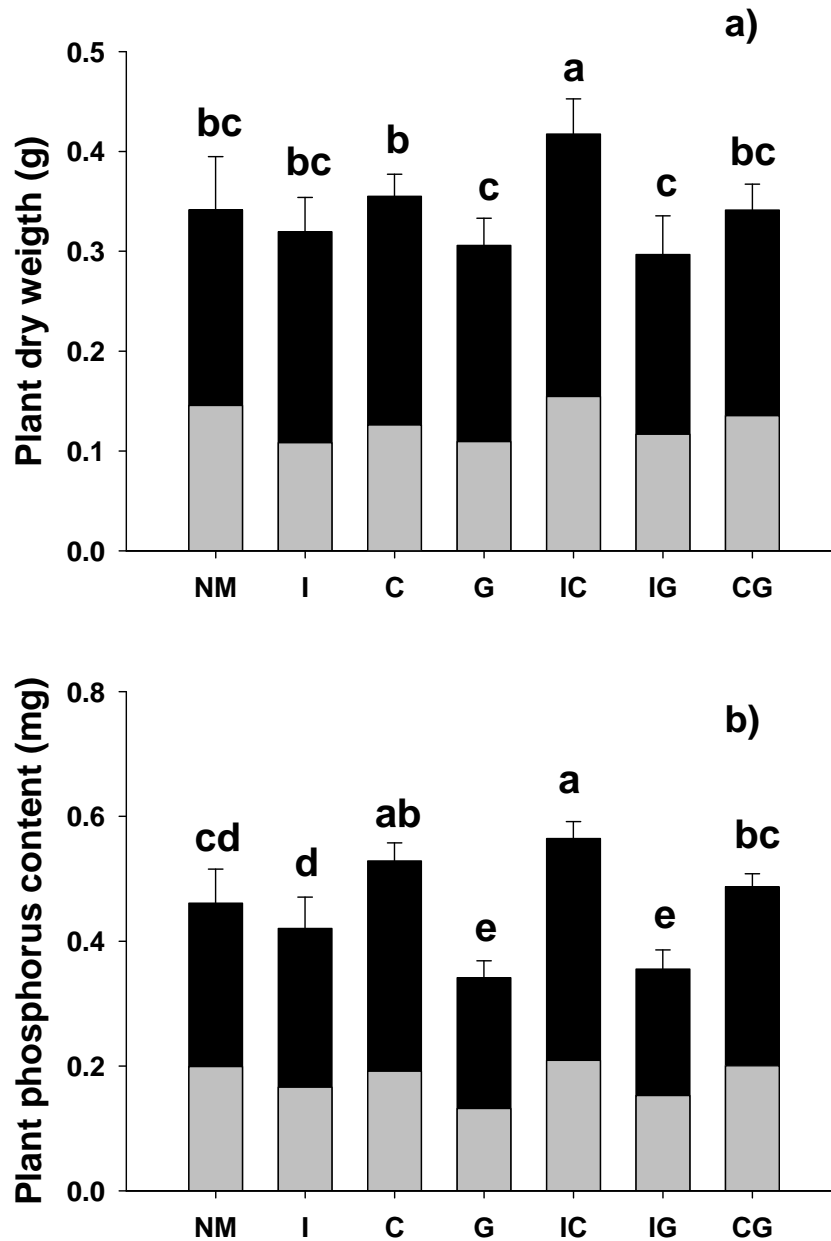 a)
Plant dry weigth (g)
0.5
0.4
0.3
0.2
0.1
0.0
bc
bc
b
c
a
c
bc
NM I C G IC IG CG
b)
Plant phosphorus content (mg)
0.8
0.6
0.4
0.2
0.0
cd
d
ab
e
a
e
bc
NM I C G IC IG CG